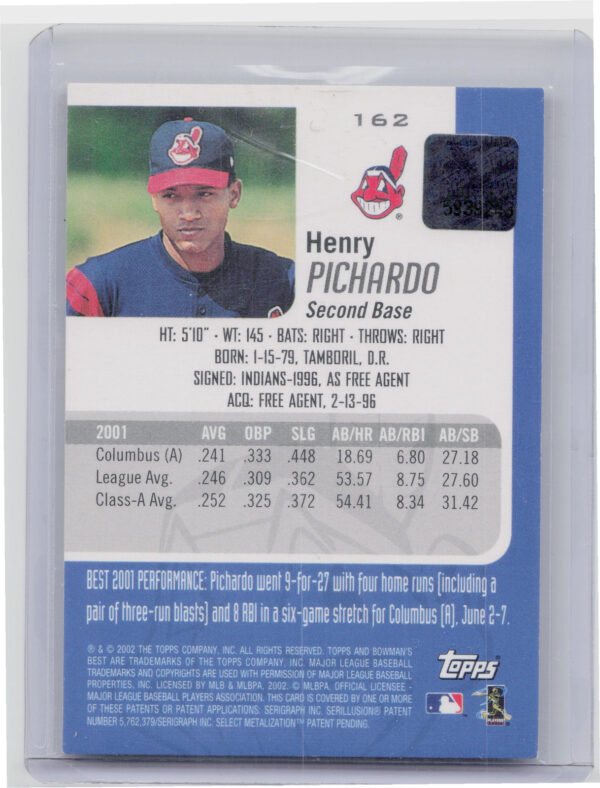 162
Henry
PICHARDO
Second Base
HT: 5'10" · WT: 145 · BATS: RIGHT · THROWS: RIGHT
BORN: 1-15-79, TAMBORIL, D.R.
SIGNED: INDIANS-1996, AS FREE AGENT
ACQ: FREE AGENT, 2-13-96
2001 AVG OBP SLG AB/HR AB/RBI AB/SB
Columbus (A) .241 .333 .448 18.69 6.80 27.18
League Avg. .246 .309 .362 53.57 8.75 27.60
Class-A Avg. .252 .325 .372 54.41 8.34 31.42
BEST 2001 PERFORMANCE: Pichardo went 9-for-27 with four home runs (including a
pair of three-run blasts) and 8 RBI in a six-game stretch for Columbus (A), June 2-7.
® & © 2002 THE TOPPS COMPANY, INC. ALL RIGHTS RESERVED. TOPPS AND BOWMAN'S
BEST ARE TRADEMARKS OF THE TOPPS COMPANY, INC. MAJOR LEAGUE BASEBALL
TRADEMARKS AND COPYRIGHTS ARE USED WITH PERMISSION OF MAJOR LEAGUE BASEBALL
PROPERTIES, INC. LICENSED BY MLB & MLBPA, 2002. © MLBPA. OFFICIAL LICENSEE -
MAJOR LEAGUE BASEBALL PLAYERS ASSOCIATION. THIS CARD IS COVERED BY ONE OR MORE
OF THESE PATENTS OR PATENT APPLICATIONS: SERIGRAPH INC. SERILLUSION® PATENT
NUMBER 5,762,379/SERIGRAPH INC. SELECT METALIZATION™ PATENT PENDING.
topps